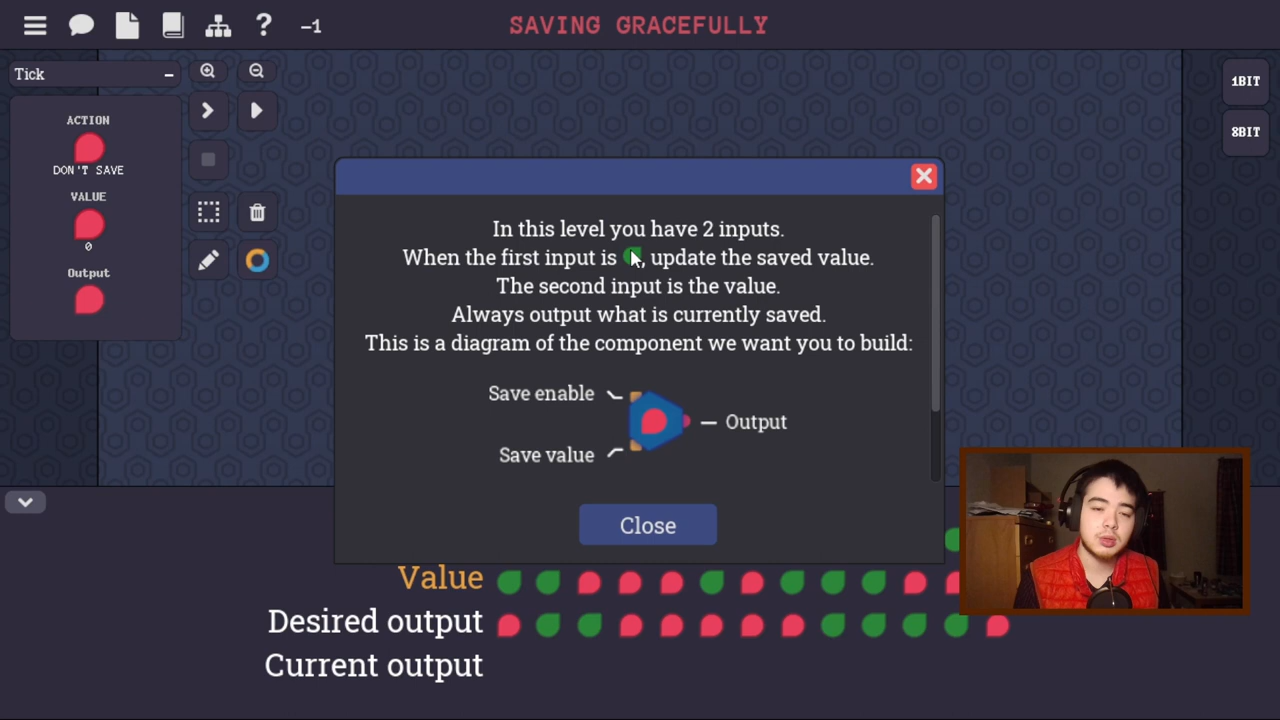 -1
SAVING GRACEFULLY
Tick
ACTION
DON'T SAVE
VALUE
0
Output
1BIT
8BIT
In this level you have 2 inputs.
When the first input is , update the saved value.
The second input is the value.
Always output what is currently saved.
This is a diagram of the component we want you to build:
Save enable
Output
Save value
Close
Value
Desired output
Current output